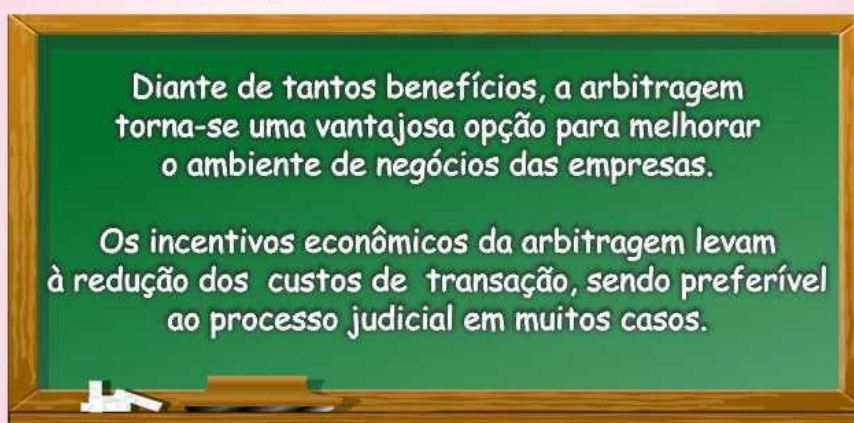 Diante de tantos benefícios, a arbitragem
torna-se uma vantajosa opção para melhorar
o ambiente de negócios das empresas.
Os incentivos econômicos da arbitragem levam
à redução dos custos de transação, sendo preferível
ao processo judicial em muitos casos.